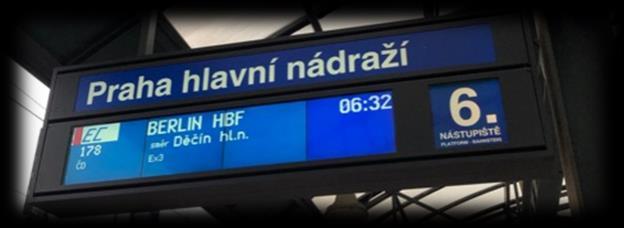 Praha hlavní nádraží
EC
178
ČD
BERLIN HBF
směr Děčín hl.n.
Ex3
06:32
6.
NÁSTUPIŠTĚ
PLATFORM - BAHNSTEIG